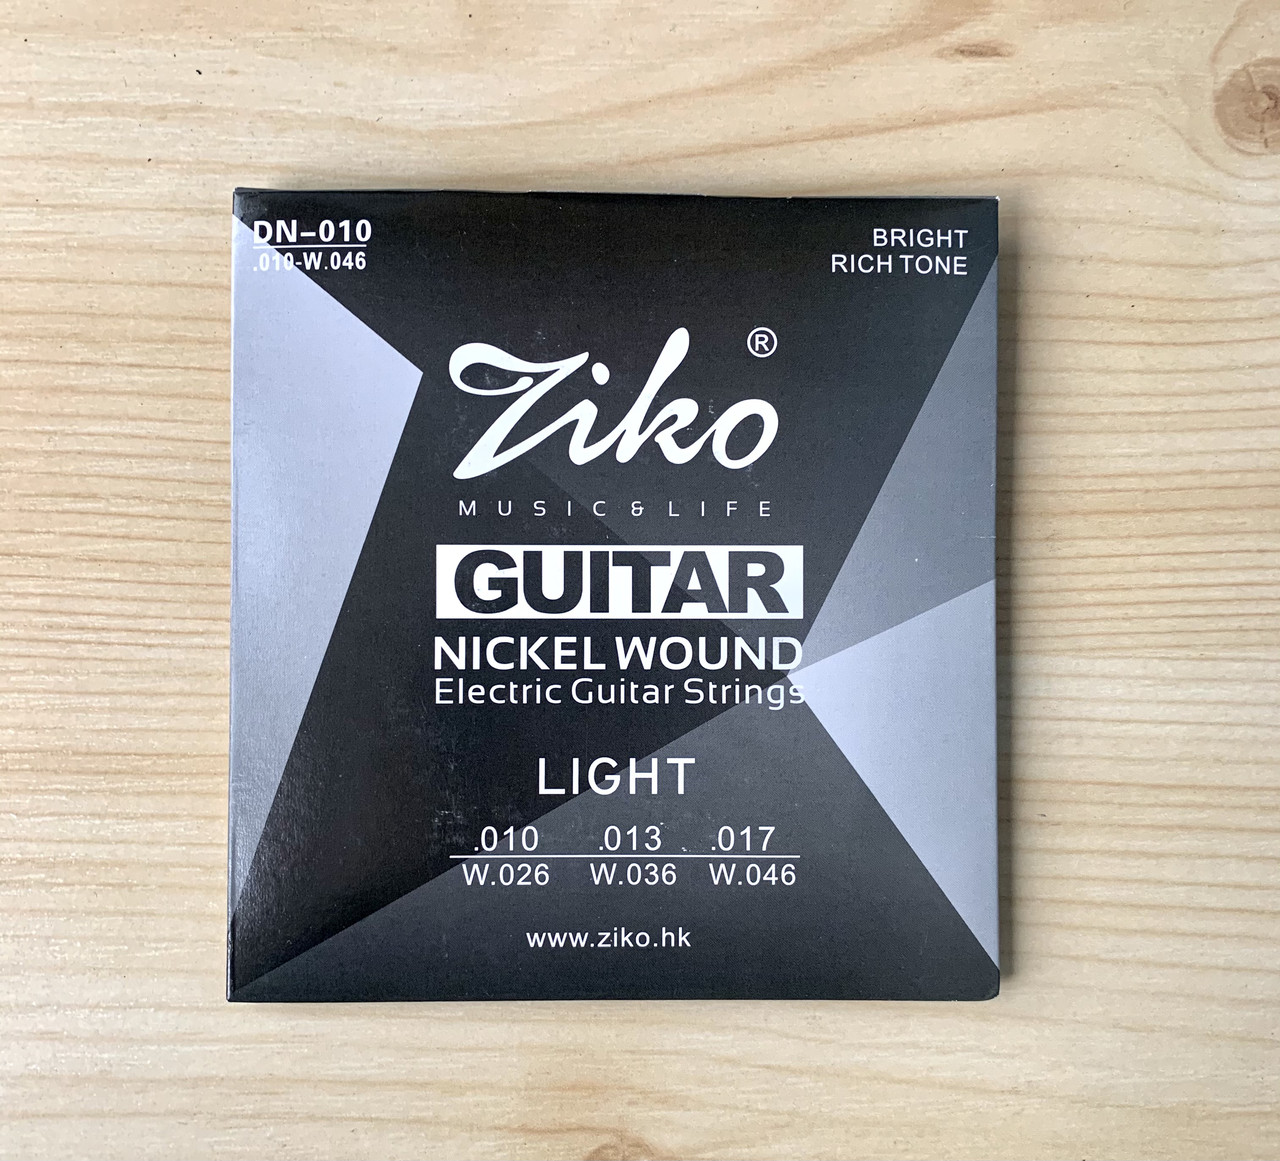 DN-010
.010-W.046
BRIGHT
RICH TONE
Ziko®
MUSIC & LIFE
GUITAR
NICKEL WOUND
Electric Guitar Strings
LIGHT
.010 .013 .017
W.026 W.036 W.046
www.ziko.hk